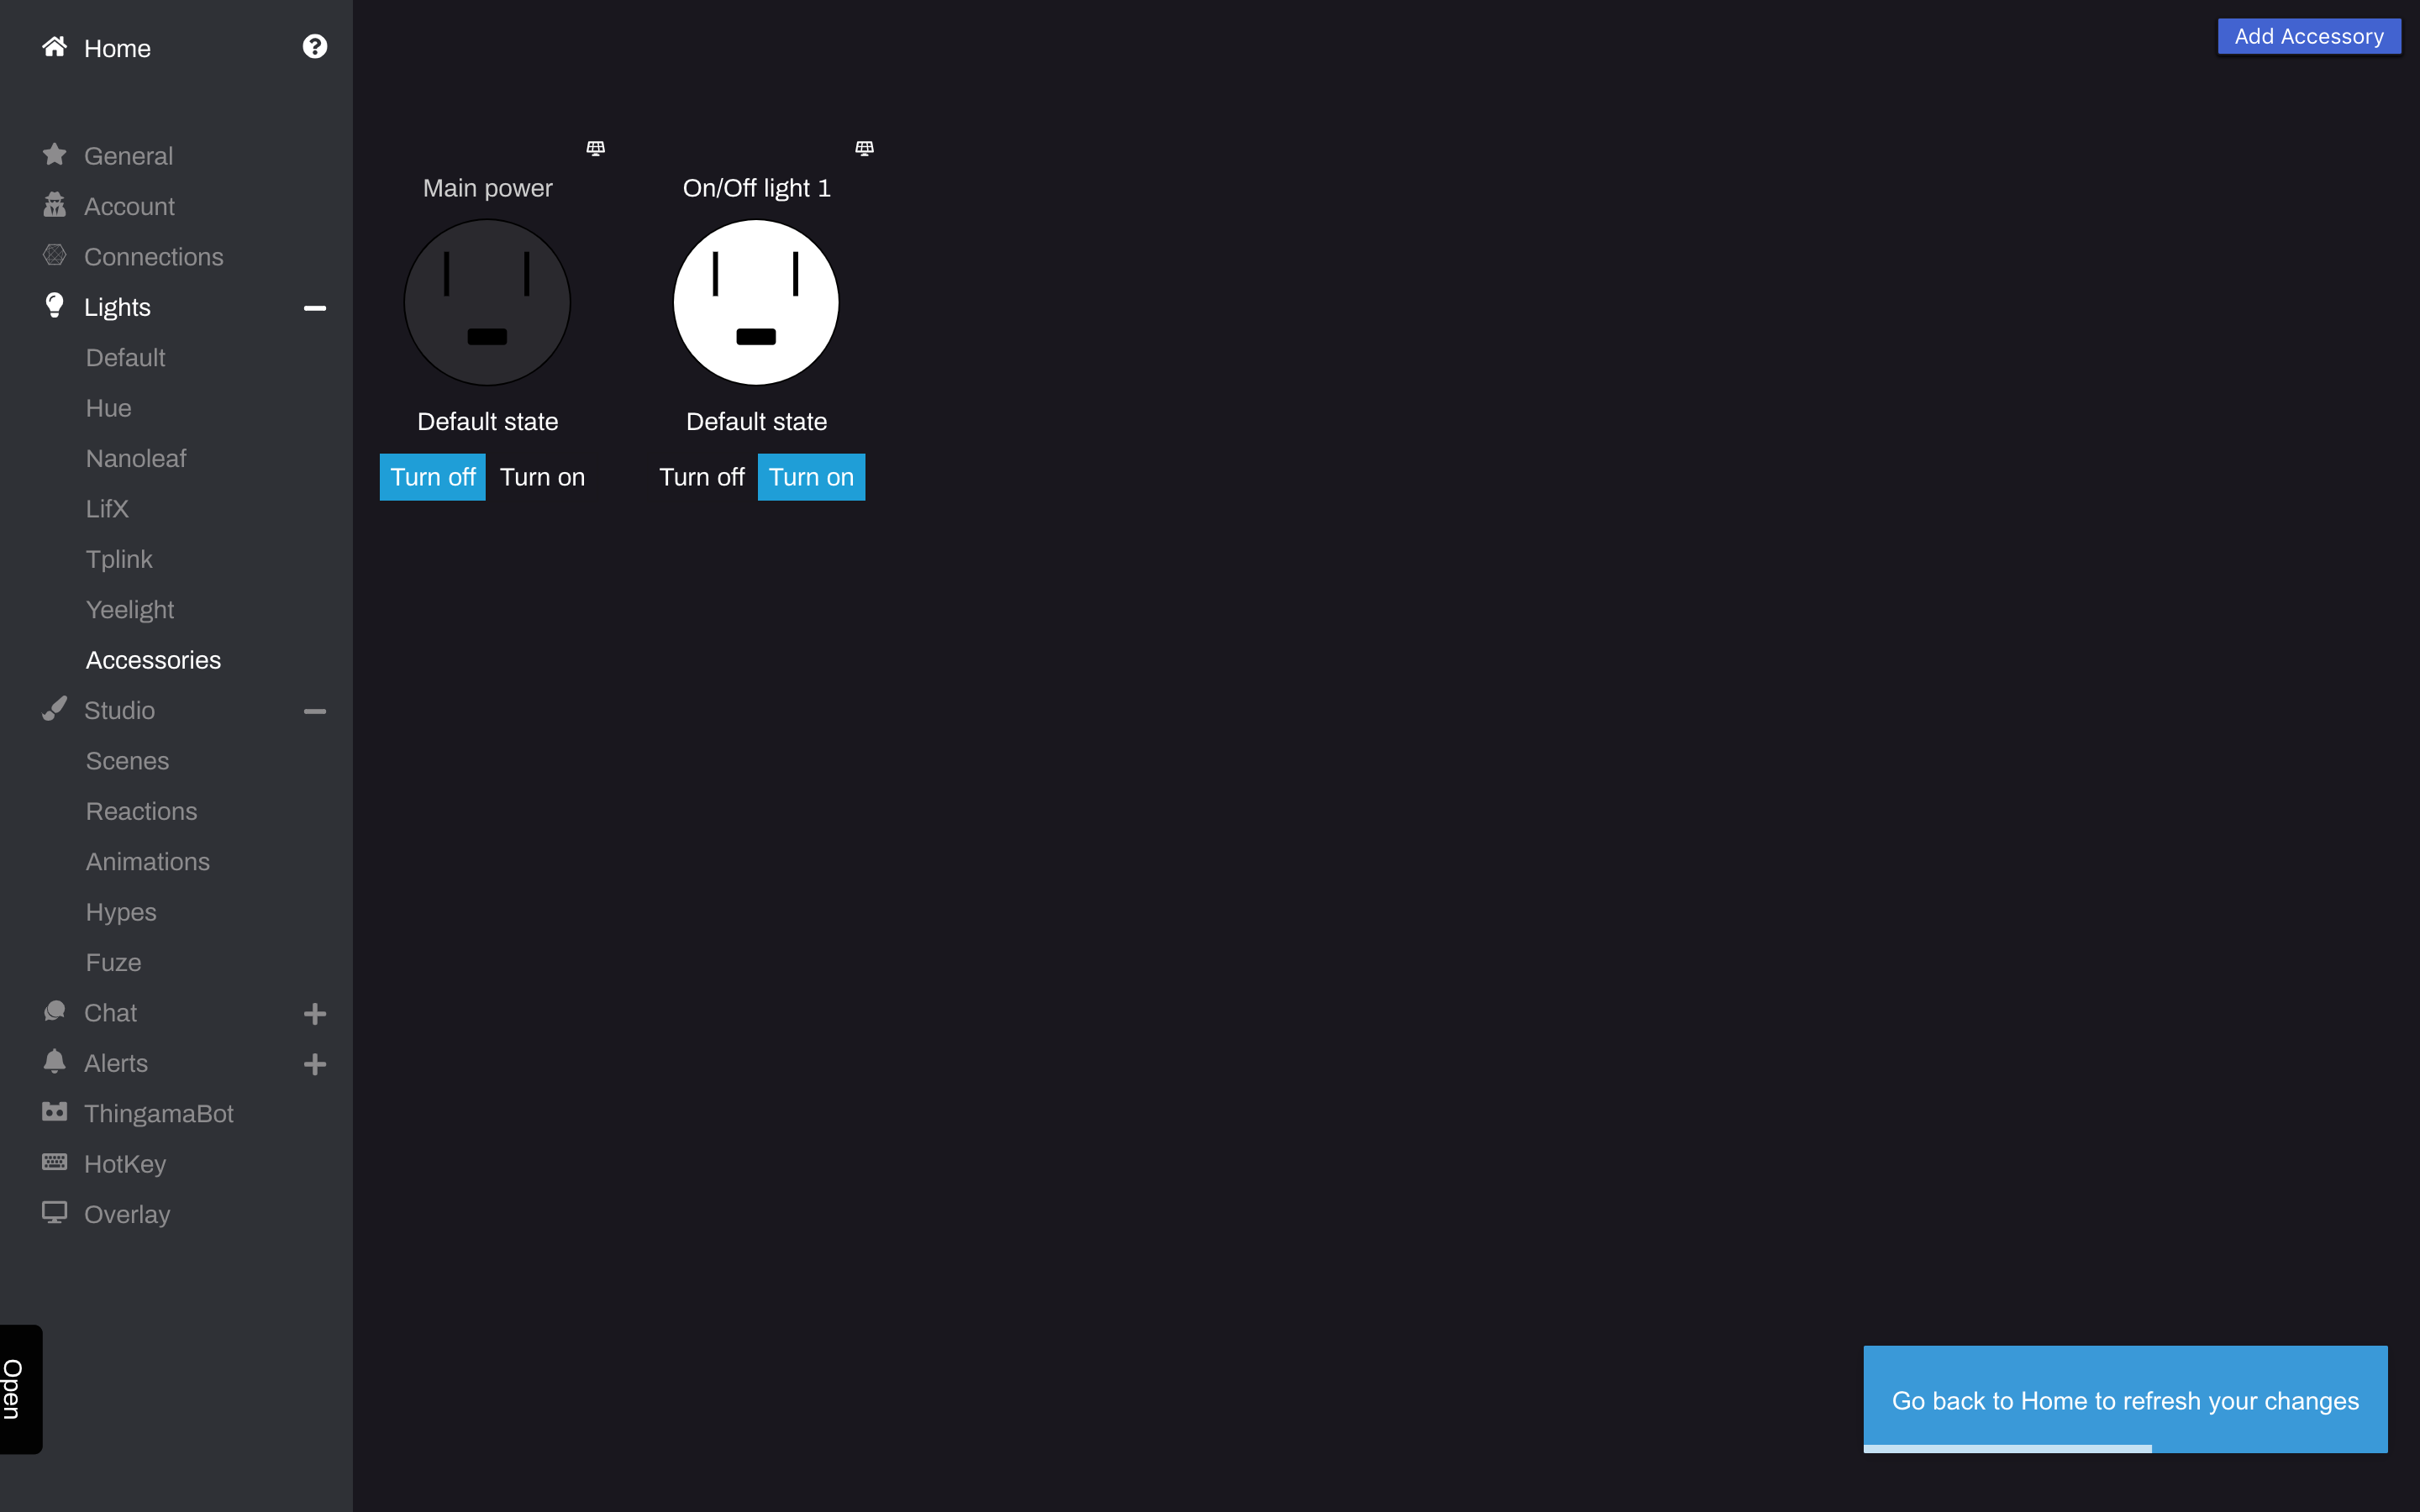 Home
General
Account
Connections
Lights
Default
Hue
Nanoleaf
LifX
Tplink
Yeelight
Accessories
Studio
Scenes
Reactions
Animations
Hypes
Fuze
Chat
Alerts
ThingamaBot
HotKey
Overlay
Open
Add Accessory
Main power
Default state
Turn off Turn on
On/Off light 1
Default state
Turn off Turn on
Go back to Home to refresh your changes